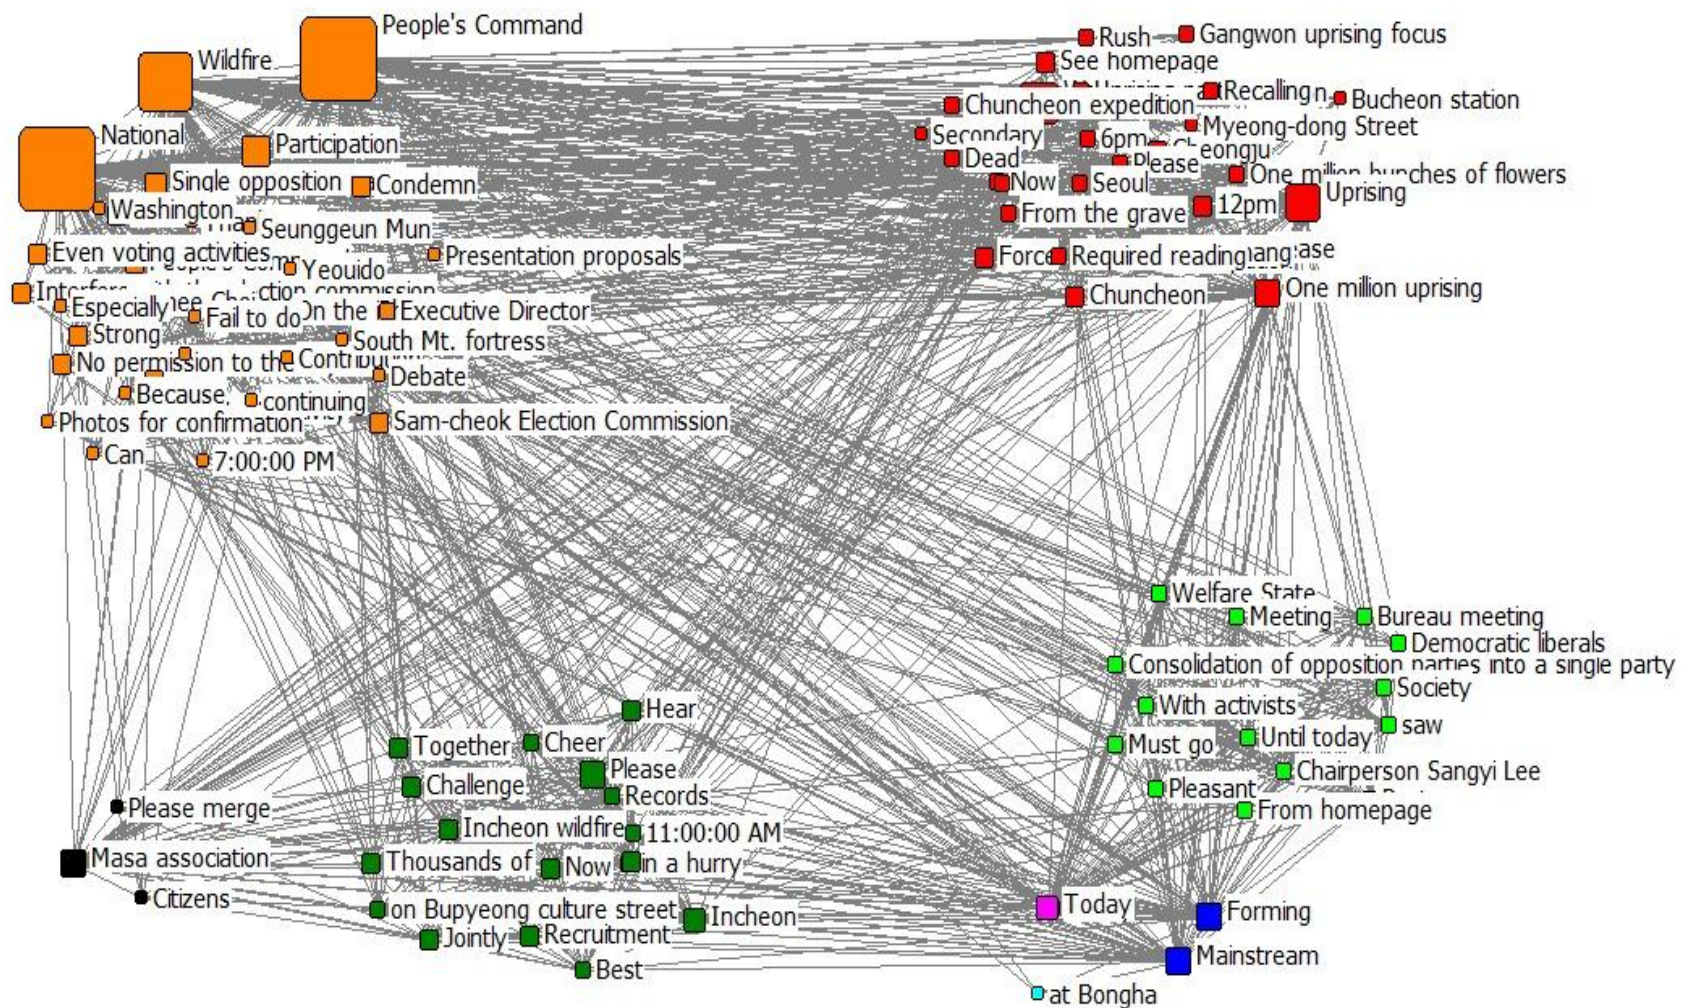 People's Command
Wildfire
National
Participation
Single opposition
Condemn
Washington
Seunggeun Mun
Even voting activities
Yeouido
Presentation proposals
Especially
Fail to do
On the
Executive Director
Strong
South Mt. fortress
No permission to the
Debate
Because
continuing
Photos for confirmation
Sam-cheok Election Commission
Can
7:00:00 PM
Rush
Gangwon uprising focus
See homepage
Recalling
Chuncheon expedition
Bucheon station
Secondary
6pm
Myeong-dong Street
Dead
Please
Now
Seoul
One million bunches of flowers
From the grave
12pm
Uprising
Force
Required reading
Chuncheon
One million uprising
Welfare State
Meeting
Bureau meeting
Democratic liberals
Consolidation of opposition parties into a single party
Society
With activists
saw
Must go
Until today
Chairperson Sangyi Lee
Pleasant
From homepage
Hear
Together
Cheer
Please
Challenge
Records
Incheon wildfire
11:00:00 AM
Thousands of
Now
in a hurry
on Bupyeong culture street
Incheon
Jointly
Recruitment
Best
Please merge
Masa association
Citizens
Today
Forming
Mainstream
at Bongha